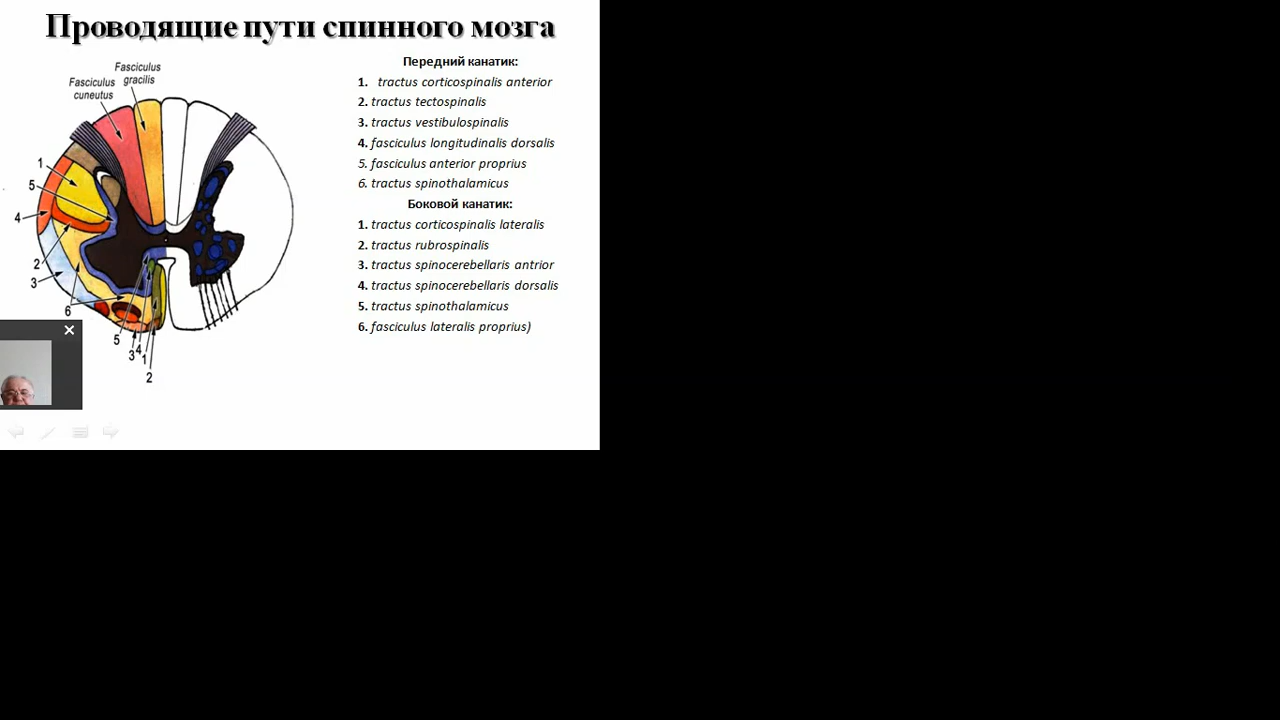 Проводящие пути спинного мозга
Fasciculus
gracilis
Fasciculus
cuneutus
1
5
4
2
3
6
5
3
4
1
2
Передний канатик:
1. tractus corticospinalis anterior
2. tractus tectospinalis
3. tractus vestibulospinalis
4. fasciculus longitudinalis dorsalis
5. fasciculus anterior proprius
6. tractus spinothalamicus
Боковой канатик:
1. tractus corticospinalis lateralis
2. tractus rubrospinalis
3. tractus spinocerebellaris antrior
4. tractus spinocerebellaris dorsalis
5. tractus spinothalamicus
6. fasciculus lateralis proprius)